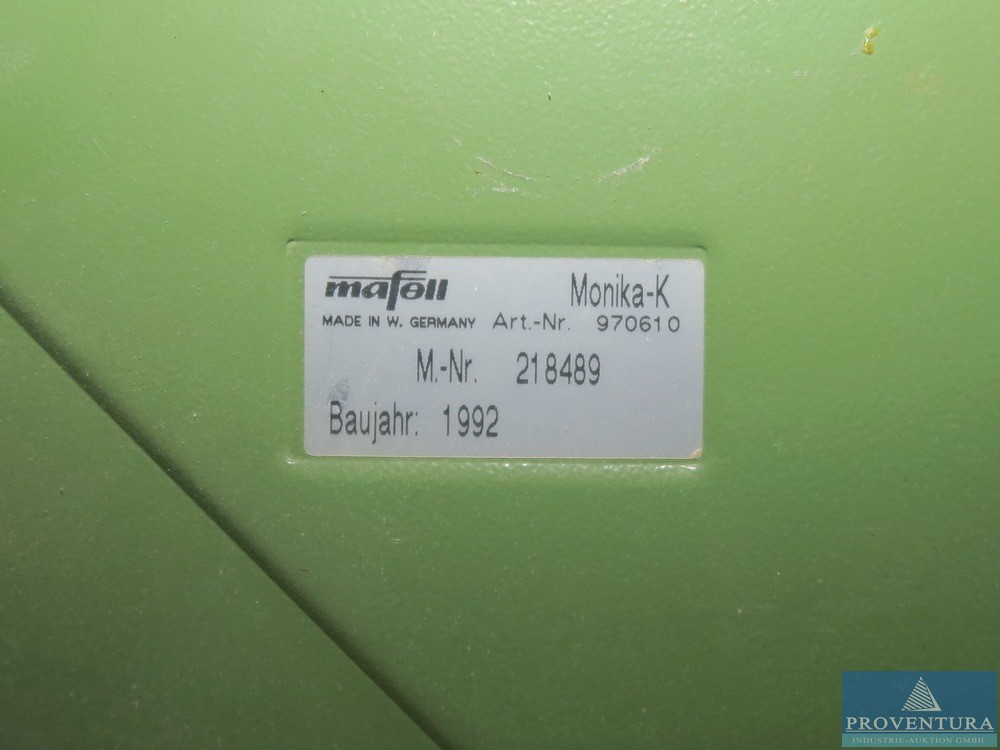 mafell Monika-K
MADE IN W. GERMANY Art.-Nr. 970610
M.-Nr. 218489
Baujahr: 1992
PROVENTURA
INDUSTRIE-AUKTION GMBH